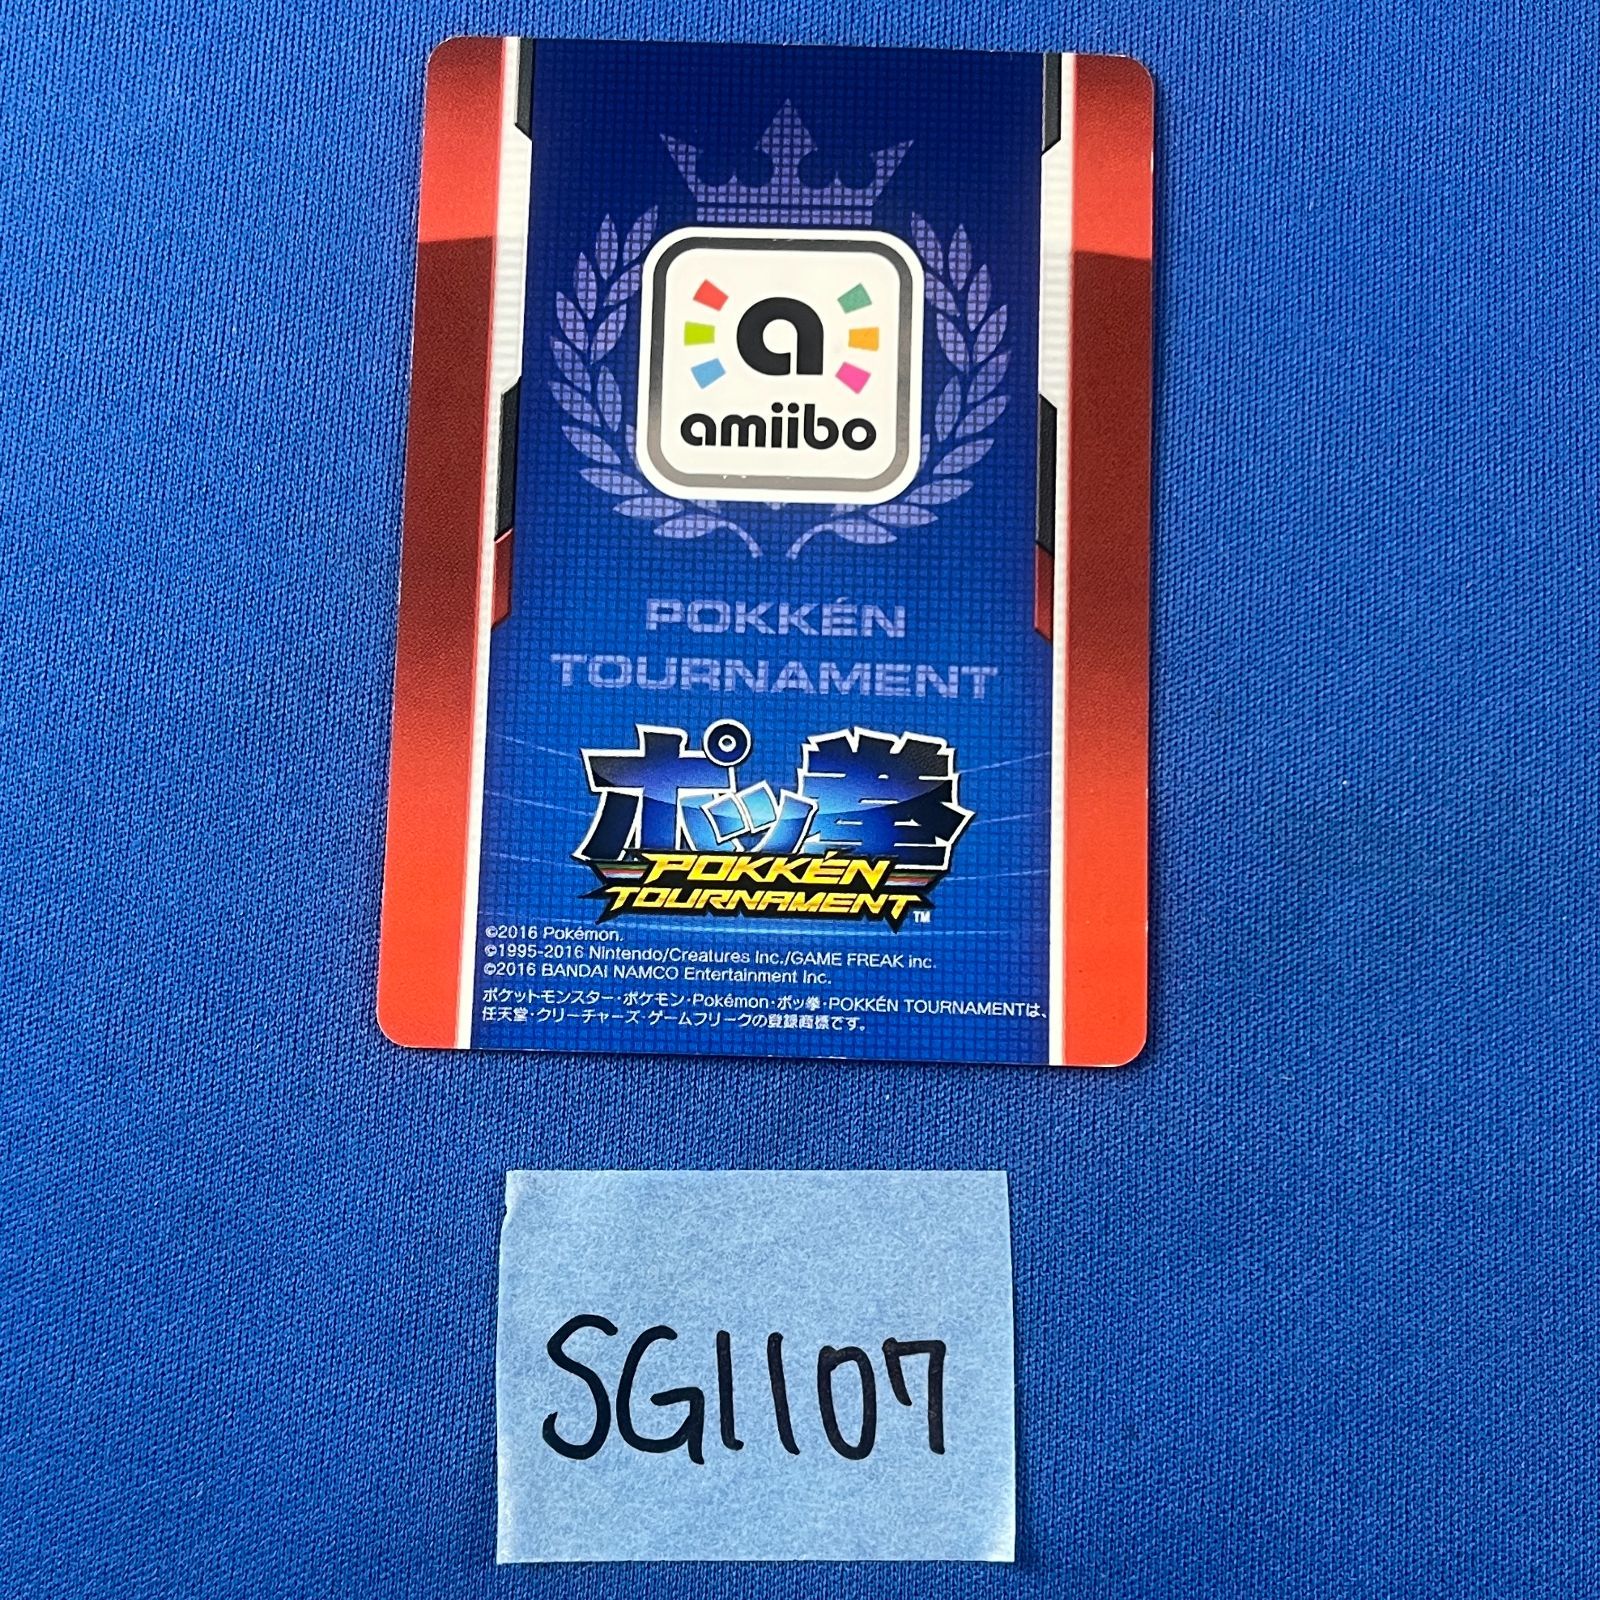 a
amiibo
POKKÉN
TOURNAMENT
ポッ拳
POKKÉN
TOURNAMENT™
©2016 Pokémon.
©1995-2016 Nintendo/Creatures Inc./GAME FREAK inc.
©2016 BANDAI NAMCO Entertainment Inc.
ポケットモンスター・ポケモン・Pokémon・ポッ拳・POKKÉN TOURNAMENTは、
任天堂・クリーチャーズ・ゲームフリークの登録商標です。
SG1107